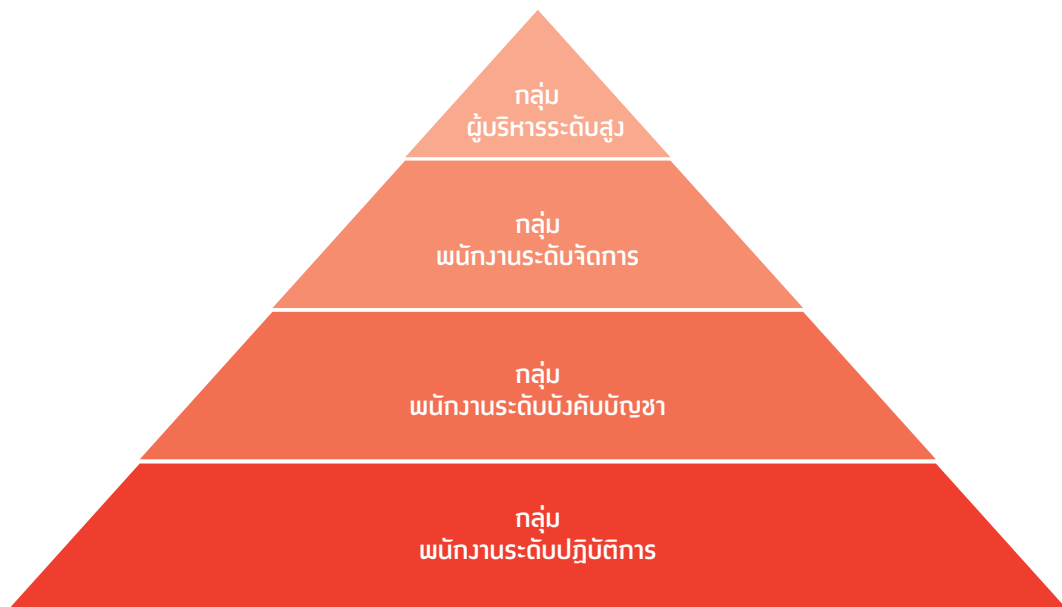 กลุ่ม
ผู้บริหารระดับสูง
กลุ่ม
พนักงานระดับจัดการ
กลุ่ม
พนักงานระดับบังคับบัญชา
กลุ่ม
พนักงานระดับปฏิบัติการ